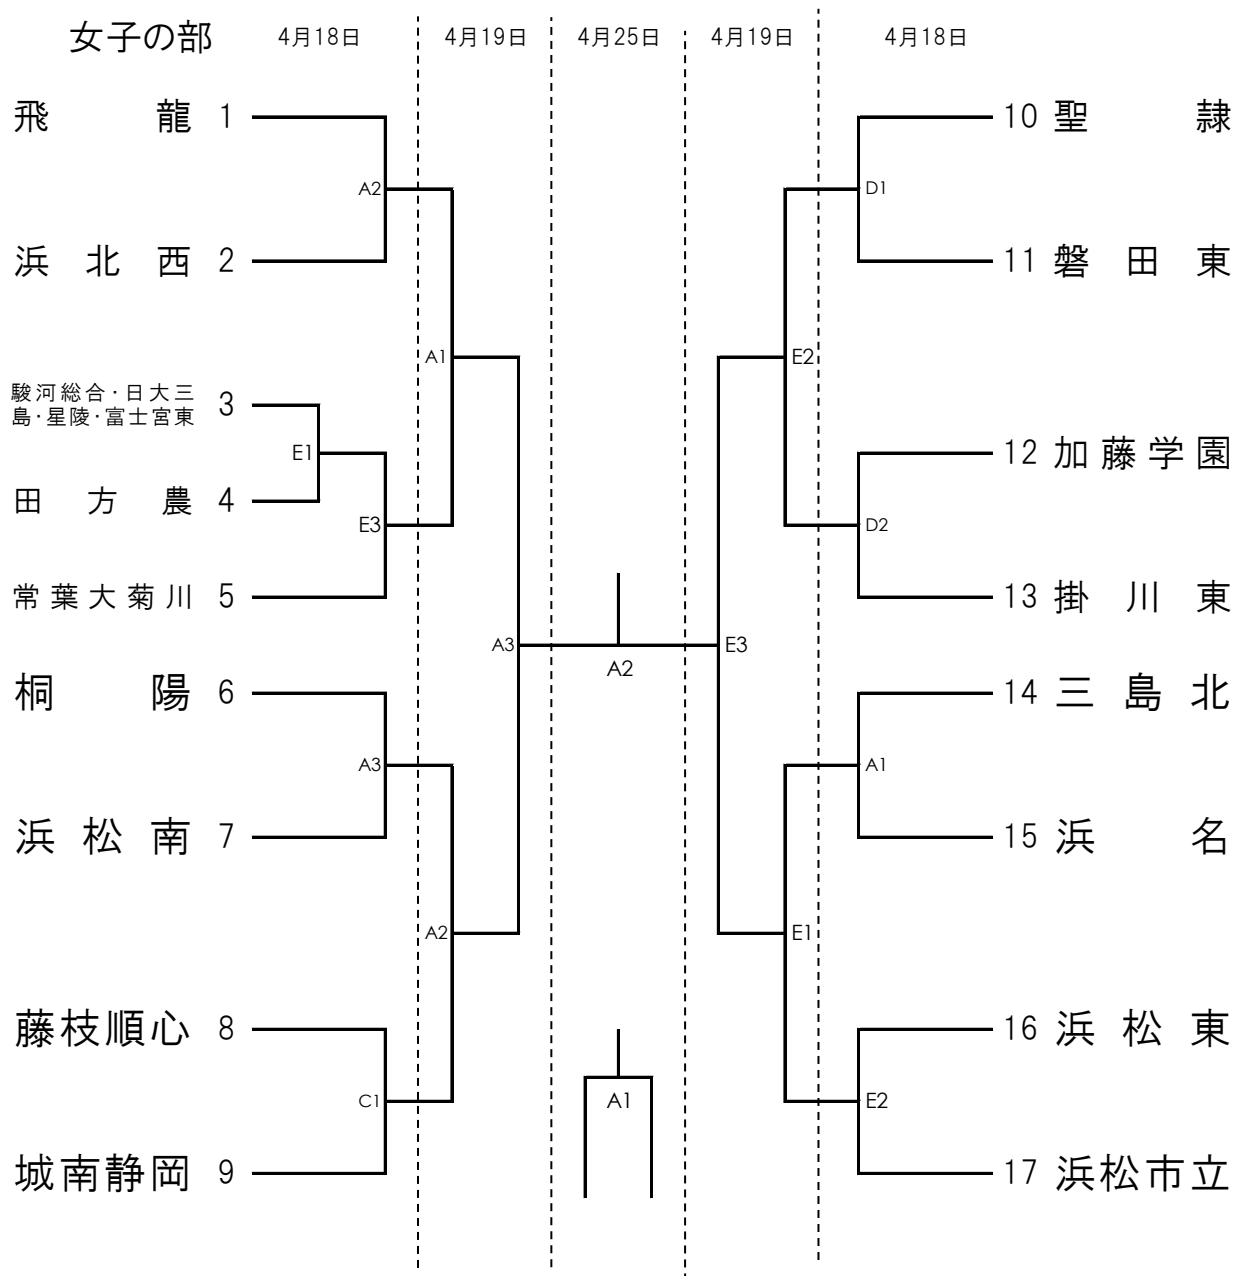 女子の部 4月18日 4月19日 4月25日 4月19日 4月18日
飛龍 1
10 聖隷
A2
D1
浜北西 2
11 磐田東
A1
E2
駿河総合・日大三
島・星陵・富士宮東 3
E1
12 加藤学園
田方農 4
E3
D2
常葉大菊川 5
13 掛川東
A3
A2
E3
桐陽 6
14 三島北
A3
A1
浜松南 7
15 浜名
A2
E1
藤枝順心 8
16 浜松東
C1
A1
E2
城南静岡 9
17 浜松市立